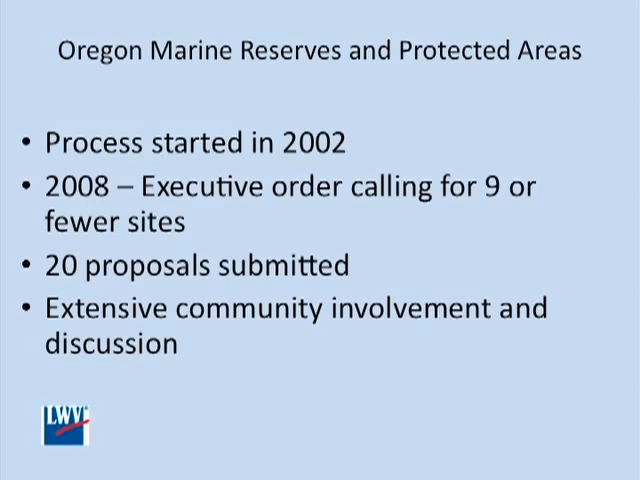 Oregon Marine Reserves and Protected Areas
• Process started in 2002
• 2008 – Executive order calling for 9 or
fewer sites
• 20 proposals submitted
• Extensive community involvement and
discussion
LWV